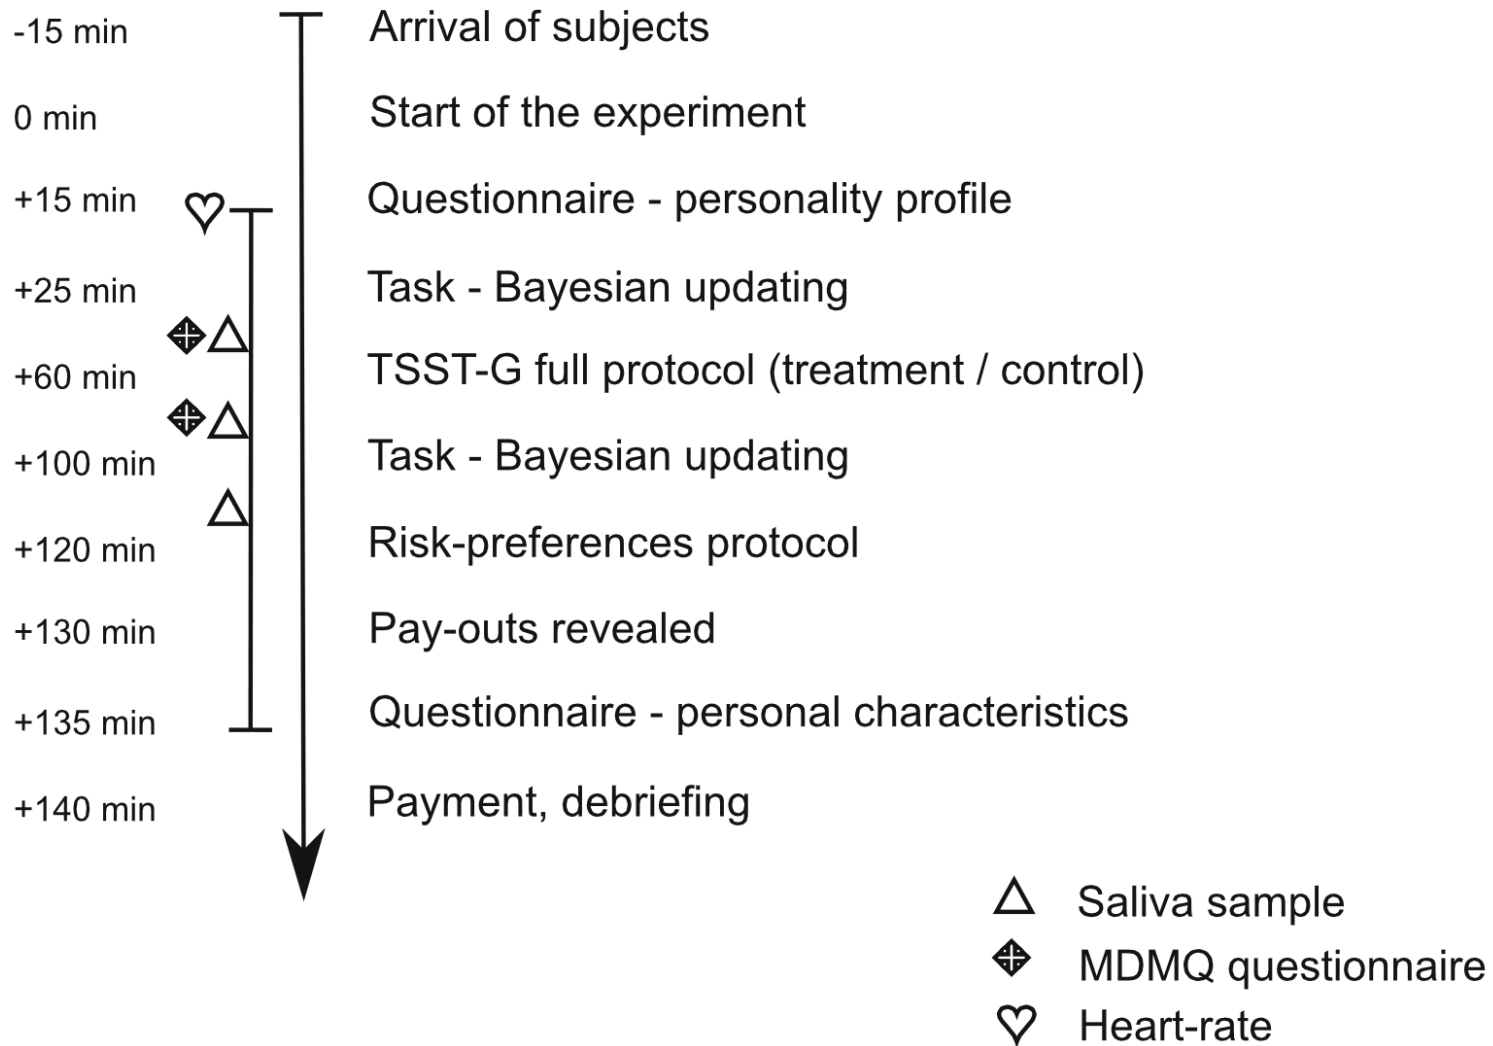 -15 min Arrival of subjects
0 min Start of the experiment
+15 min Questionnaire - personality profile
+25 min Task - Bayesian updating
+60 min TSST-G full protocol (treatment / control)
+100 min Task - Bayesian updating
+120 min Risk-preferences protocol
+130 min Pay-outs revealed
+135 min Questionnaire - personal characteristics
+140 min Payment, debriefing
Saliva sample
MDMQ questionnaire
Heart-rate